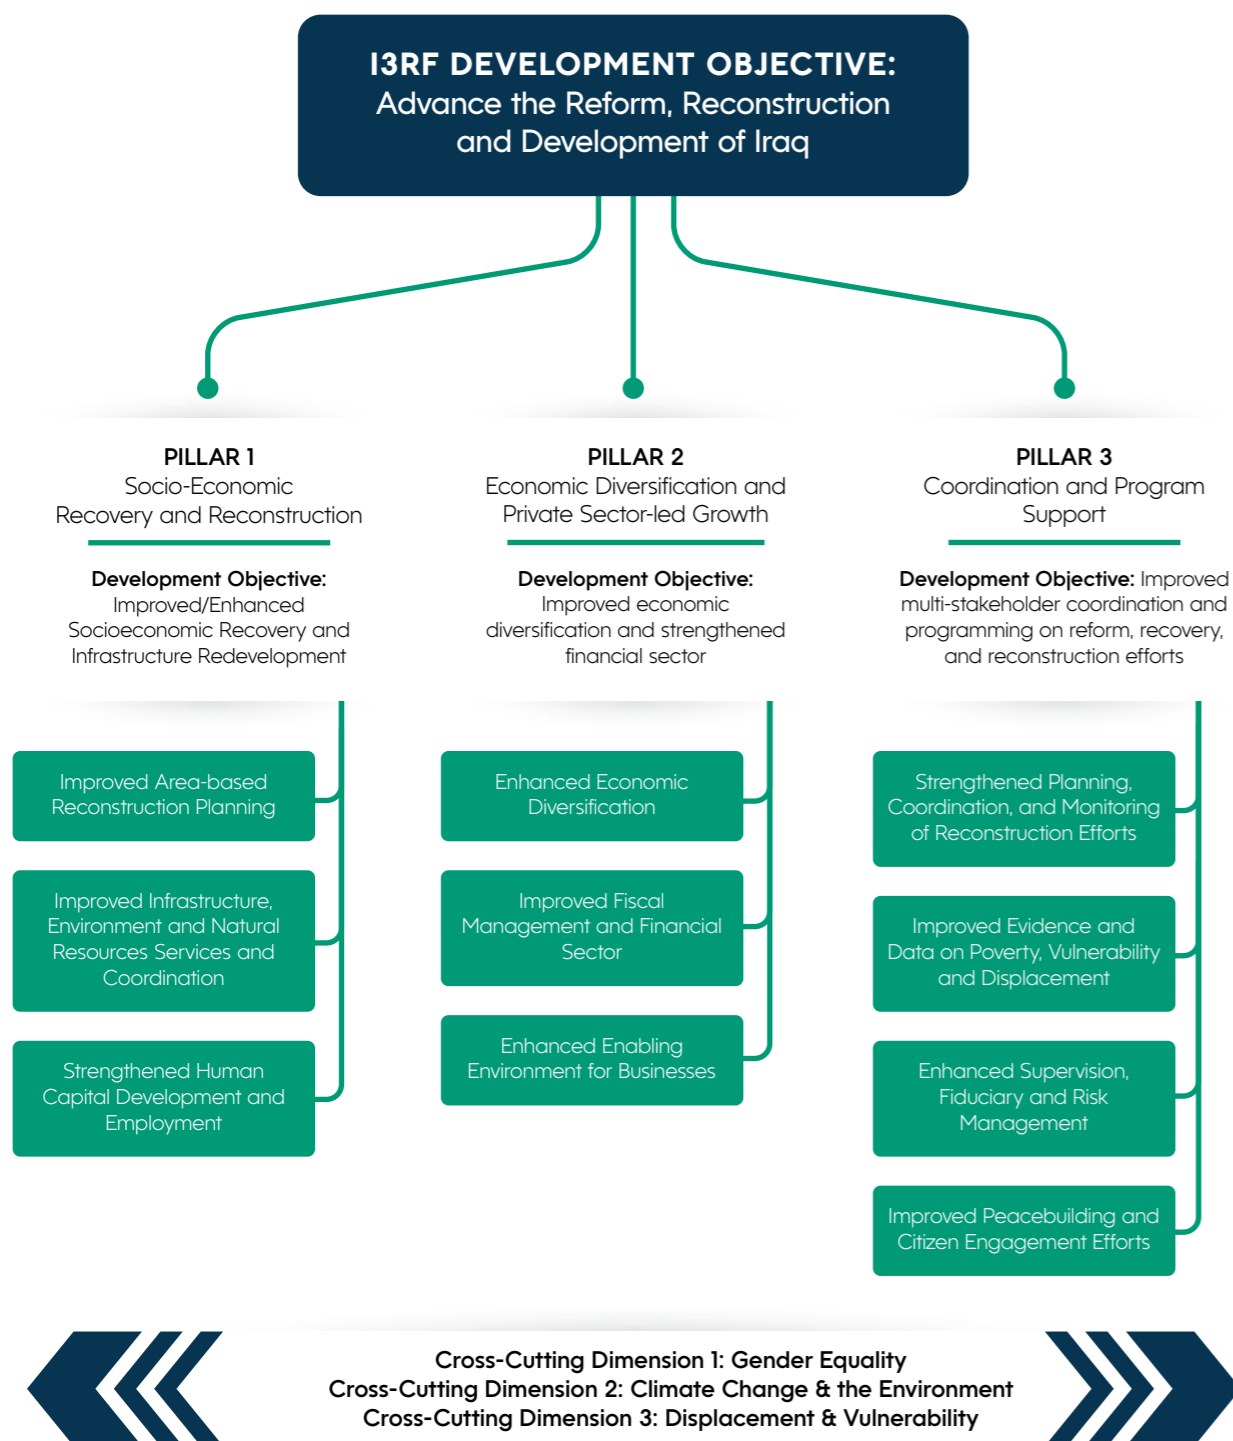 I3RF DEVELOPMENT OBJECTIVE:
Advance the Reform, Reconstruction
and Development of Iraq
PILLAR 1
Socio-Economic
Recovery and Reconstruction
Development Objective:
Improved/Enhanced
Socioeconomic Recovery and
Infrastructure Redevelopment
Improved Area-based
Reconstruction Planning
Improved Infrastructure,
Environment and Natural
Resources Services and
Coordination
Strengthened Human
Capital Development and
Employment
PILLAR 2
Economic Diversification and
Private Sector-led Growth
Development Objective:
Improved economic
diversification and strengthened
financial sector
Enhanced Economic
Diversification
Improved Fiscal
Management and Financial
Sector
Enhanced Enabling
Environment for Businesses
PILLAR 3
Coordination and Program
Support
Development Objective: Improved
multi-stakeholder coordination and
programming on reform, recovery,
and reconstruction efforts
Strengthened Planning,
Coordination, and Monitoring
of Reconstruction Efforts
Improved Evidence and
Data on Poverty, Vulnerability
and Displacement
Enhanced Supervision,
Fiduciary and Risk
Management
Improved Peacebuilding and
Citizen Engagement Efforts
Cross-Cutting Dimension 1: Gender Equality
Cross-Cutting Dimension 2: Climate Change & the Environment
Cross-Cutting Dimension 3: Displacement & Vulnerability